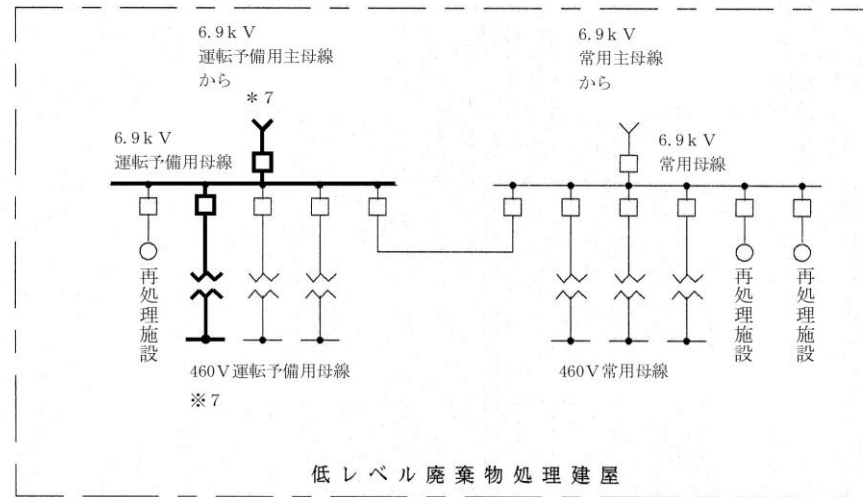 6.9kV
運転予備用主母線
から
＊7
6.9kV
常用主母線
から
6.9kV
運転予備用母線
6.9kV
常用母線
再処理施設
460V運転予備用母線
※7
460V常用母線
再処理施設
再処理施設
低レベル廃棄物処理建屋